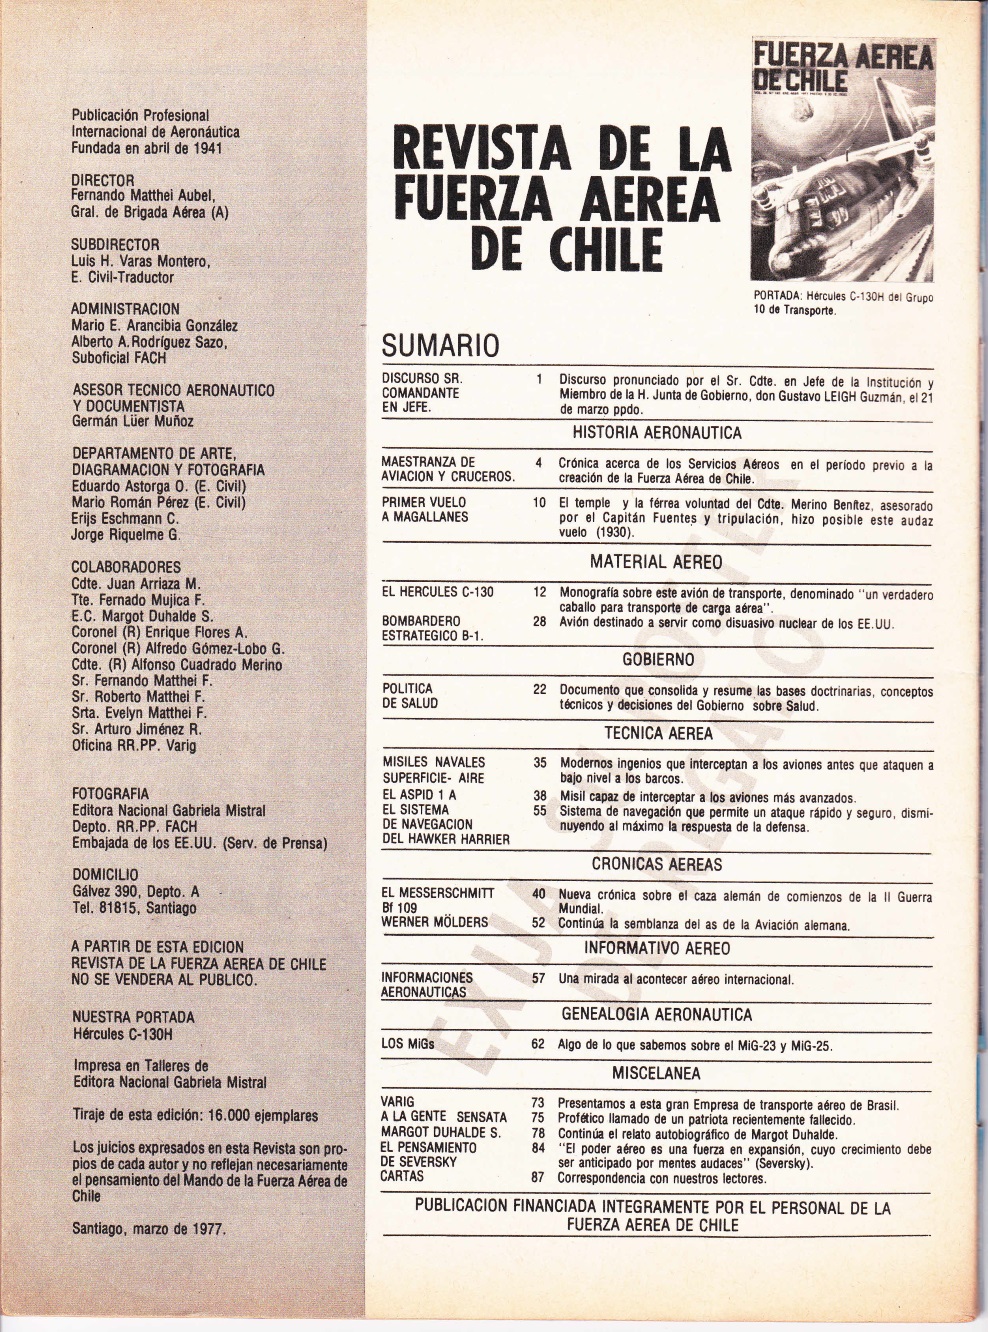 Publicación Profesional
Internacional de Aeronáutica
Fundada en abril de 1941
DIRECTOR
Fernando Matthei Aubel,
Gral. de Brigada Aérea (A)
SUBDIRECTOR
Luis H. Varas Montero,
E. Civil-Traductor
ADMINISTRACION
Mario E. Arancibia González
Alberto A. Rodríguez Sazo,
Suboficial FACH
ASESOR TECNICO AERONAUTICO
Y DOCUMENTISTA
Germán Lüer Muñoz
DEPARTAMENTO DE ARTE,
DIAGRAMACION Y FOTOGRAFIA
Eduardo Astorga O. (E. Civil)
Mario Román Pérez (E. Civil)
Erijs Eschmann C.
Jorge Riquelme G.
COLABORADORES
Cdte. Juan Arriaza M.
Tte. Fernado Mujica F.
E.C. Margot Duhalde S.
Coronel (R) Enrique Flores A.
Coronel (R) Alfredo Gómez-Lobo G.
Cdte. (R) Alfonso Cuadrado Merino
Sr. Fernando Matthei F.
Sr. Roberto Matthei F.
Srta. Evelyn Matthei F.
Sr. Arturo Jiménez R.
Oficina RR.PP. Varig
FOTOGRAFIA
Editora Nacional Gabriela Mistral
Depto. RR.PP. FACH
Embajada de los EE.UU. (Serv. de Prensa)
DOMICILIO
Gálvez 390, Depto. A
Tel. 81815, Santiago
A PARTIR DE ESTA EDICION
REVISTA DE LA FUERZA AEREA DE CHILE
NO SE VENDERA AL PUBLICO.
NUESTRA PORTADA
Hércules C-130H
Impresa en Talleres de
Editora Nacional Gabriela Mistral
Tiraje de esta edición: 16.000 ejemplares
Los juicios expresados en esta Revista son pro-
pios de cada autor y no reflejan necesariamente
el pensamiento del Mando de la Fuerza Aérea de
Chile
Santiago, marzo de 1977.
REVISTA DE LA
FUERZA AEREA
DE CHILE
FUERZA AEREA
DE CHILE
PORTADA: Hércules C-130H del Grupo
10 de Transporte.
SUMARIO
DISCURSO SR. 1 Discurso pronunciado por el Sr. Cdte. en Jefe de la Institución y
COMANDANTE Miembro de la H. Junta de Gobierno, don Gustavo LEIGH Guzmán, el 21
EN JEFE. de marzo ppdo.
HISTORIA AERONAUTICA
MAESTRANZA DE 4 Crónica acerca de los Servicios Aéreos en el período previo a la
AVIACION Y CRUCEROS. creación de la Fuerza Aérea de Chile.
PRIMER VUELO 10 El temple y la férrea voluntad del Cdte. Merino Benítez, asesorado
A MAGALLANES por el Capitán Fuentes y tripulación, hizo posible este audaz
vuelo (1930).
MATERIAL AEREO
EL HERCULES C-130 12 Monografía sobre este avión de transporte, denominado "un verdadero
caballo para transporte de carga aérea".
BOMBARDERO 28 Avión destinado a servir como disuasivo nuclear de los EE.UU.
ESTRATEGICO B-1.
GOBIERNO
POLITICA 22 Documento que consolida y resume las bases doctrinarias, conceptos
DE SALUD técnicos y decisiones del Gobierno sobre Salud.
TECNICA AEREA
MISILES NAVALES 35 Modernos ingenios que interceptan a los aviones antes que ataquen a
SUPERFICIE- AIRE bajo nivel a los barcos.
EL ASPID 1 A 38 Misil capaz de interceptar a los aviones más avanzados.
EL SISTEMA 55 Sistema de navegación que permite un ataque rápido y seguro, dismi-
DE NAVEGACION nuyendo al máximo la respuesta de la defensa.
DEL HAWKER HARRIER
CRONICAS AEREAS
EL MESSERSCHMITT 40 Nueva crónica sobre el caza alemán de comienzos de la II Guerra
Bf 109 Mundial.
WERNER MÖLDERS 52 Continúa la semblanza del as de la Aviación alemana.
INFORMATIVO AEREO
INFORMACIONES 57 Una mirada al acontecer aéreo internacional.
AERONAUTICAS
GENEALOGIA AERONAUTICA
LOS MiGs 62 Algo de lo que sabemos sobre el MiG-23 y MiG-25.
MISCELANEA
VARIG 73 Presentamos a esta gran Empresa de transporte aéreo de Brasil.
A LA GENTE SENSATA 75 Profético llamado de un patriota recientemente fallecido.
MARGOT DUHALDE S. 78 Continúa el relato autobiográfico de Margot Duhalde.
EL PENSAMIENTO 84 "El poder aéreo es una fuerza en expansión, cuyo crecimiento debe
DE SEVERSKY ser anticipado por mentes audaces" (Seversky).
CARTAS 87 Correspondencia con nuestros lectores.
PUBLICACION FINANCIADA INTEGRAMENTE POR EL PERSONAL DE LA
FUERZA AEREA DE CHILE
EXIJA SU POSTER
DE REGALO